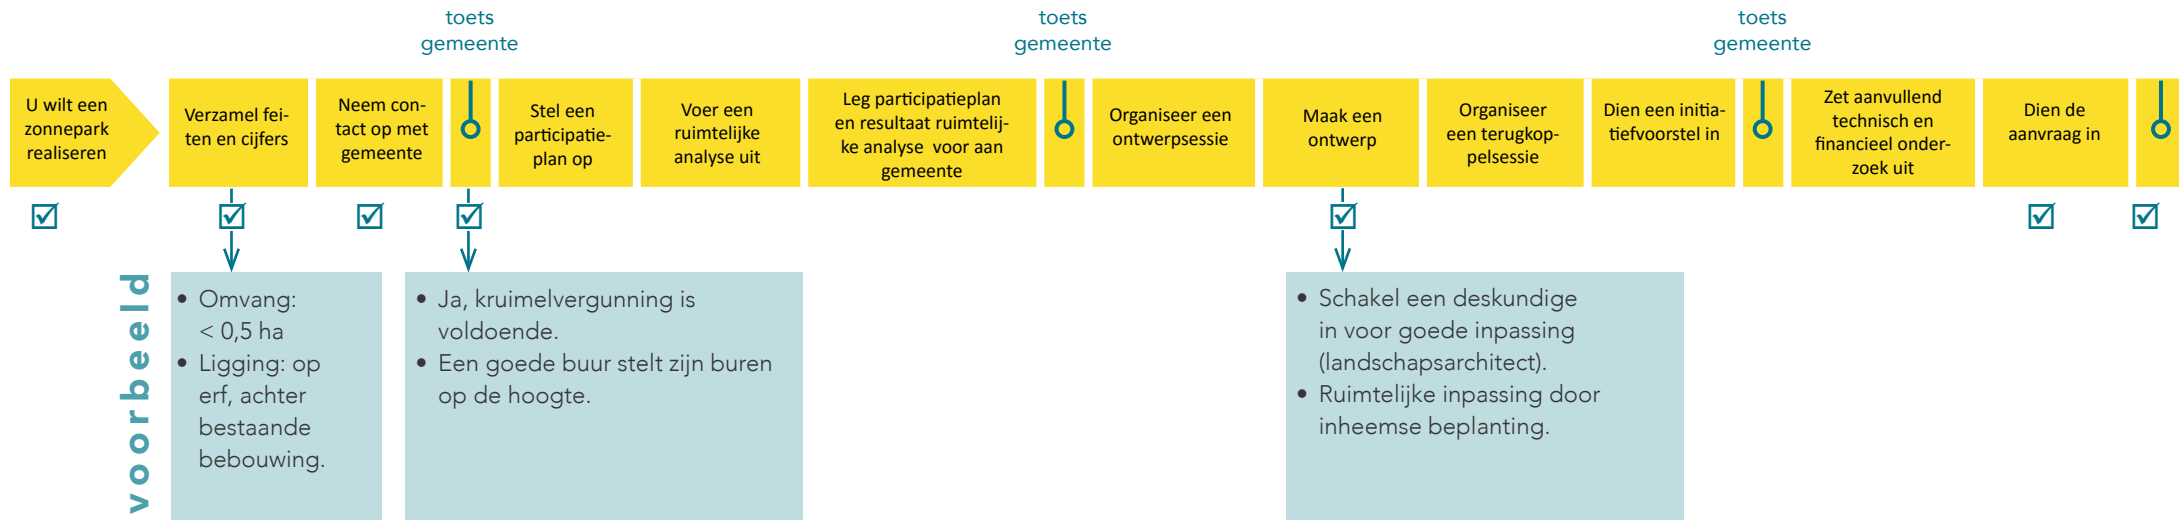 toets
gemeente
toets
gemeente
toets
gemeente
U wilt een
zonnepark
realiseren
Verzamel fei-
ten en cijfers
Neem con-
tact op met
gemeente
Stel een
participatie-
plan op
Voer een
ruimtelijke
analyse uit
Leg participatieplan
en resultaat ruimtelij-
ke analyse voor aan
gemeente
Organiseer een
ontwerpsessie
Maak een
ontwerp
Organiseer
een terugkop-
pelsessie
Dien een initia-
tiefvoorstel in
Zet aanvullend
technisch en
financieel onder-
zoek uit
Dien de
aanvraag in
voorbeeld
• Omvang:
< 0,5 ha
• Ligging: op
erf, achter
bestaande
bebouwing.
• Ja, kruimelvergunning is
voldoende.
• Een goede buur stelt zijn buren
op de hoogte.
• Schakel een deskundige
in voor goede inpassing
(landschapsarchitect).
• Ruimtelijke inpassing door
inheemse beplanting.